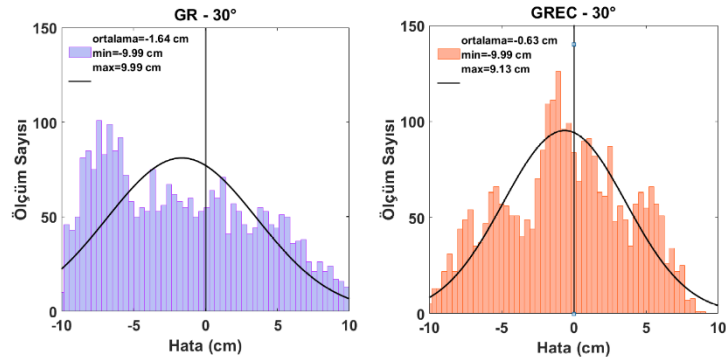 GR - 30°
ortalama=-1.64 cm
min=-9.99 cm
max=9.99 cm
150
100
50
0
Ölçüm Sayısı
-10 -5 0 5 10
Hata (cm)
GREC - 30°
ortalama=-0.63 cm
min=-9.99 cm
max=9.13 cm
150
100
50
0
Ölçüm Sayısı
-10 -5 0 5 10
Hata (cm)